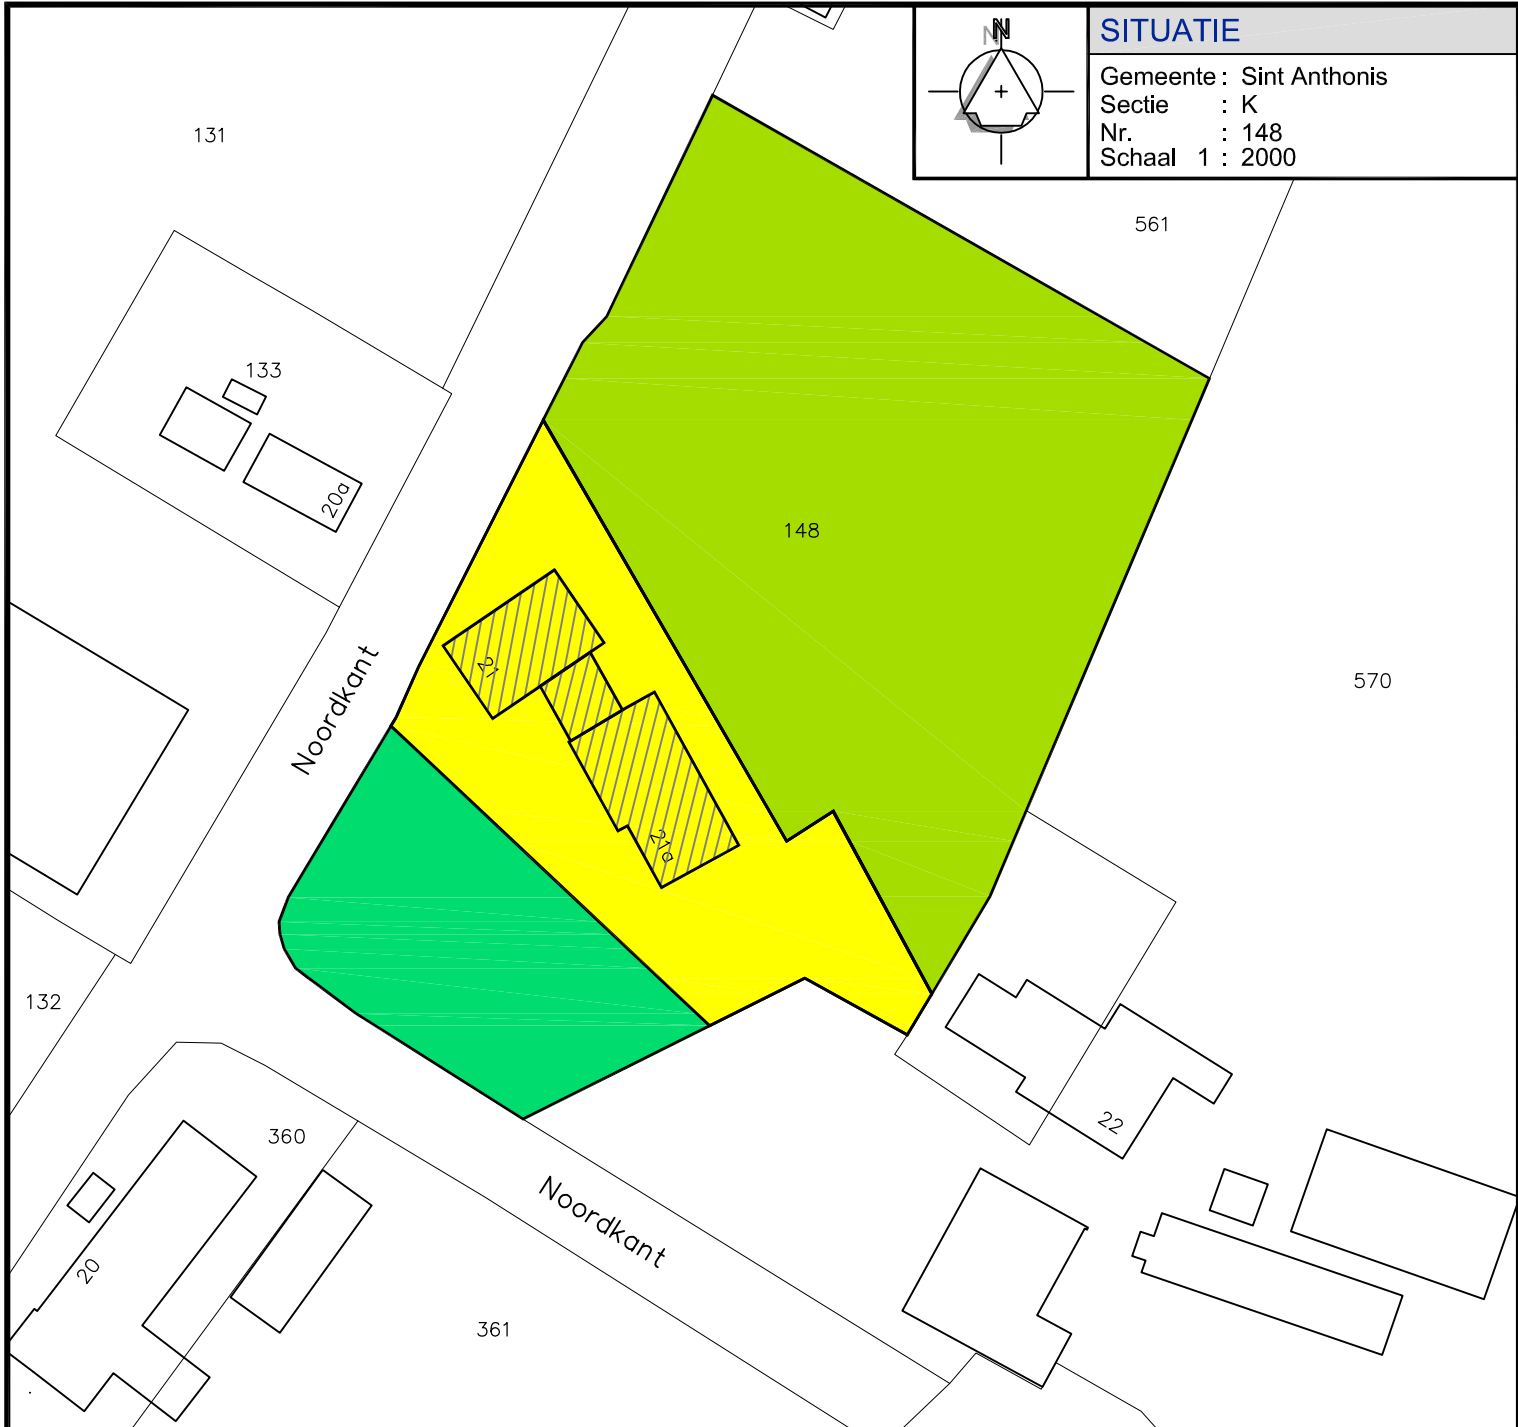 N
N
SITUATIE
Gemeente : Sint Anthonis
Sectie : K
Nr. : 148
Schaal 1 : 2000
131
561
133
20a
148
21
Noordkant
570
21a
132
22
360
Noordkant
20
361